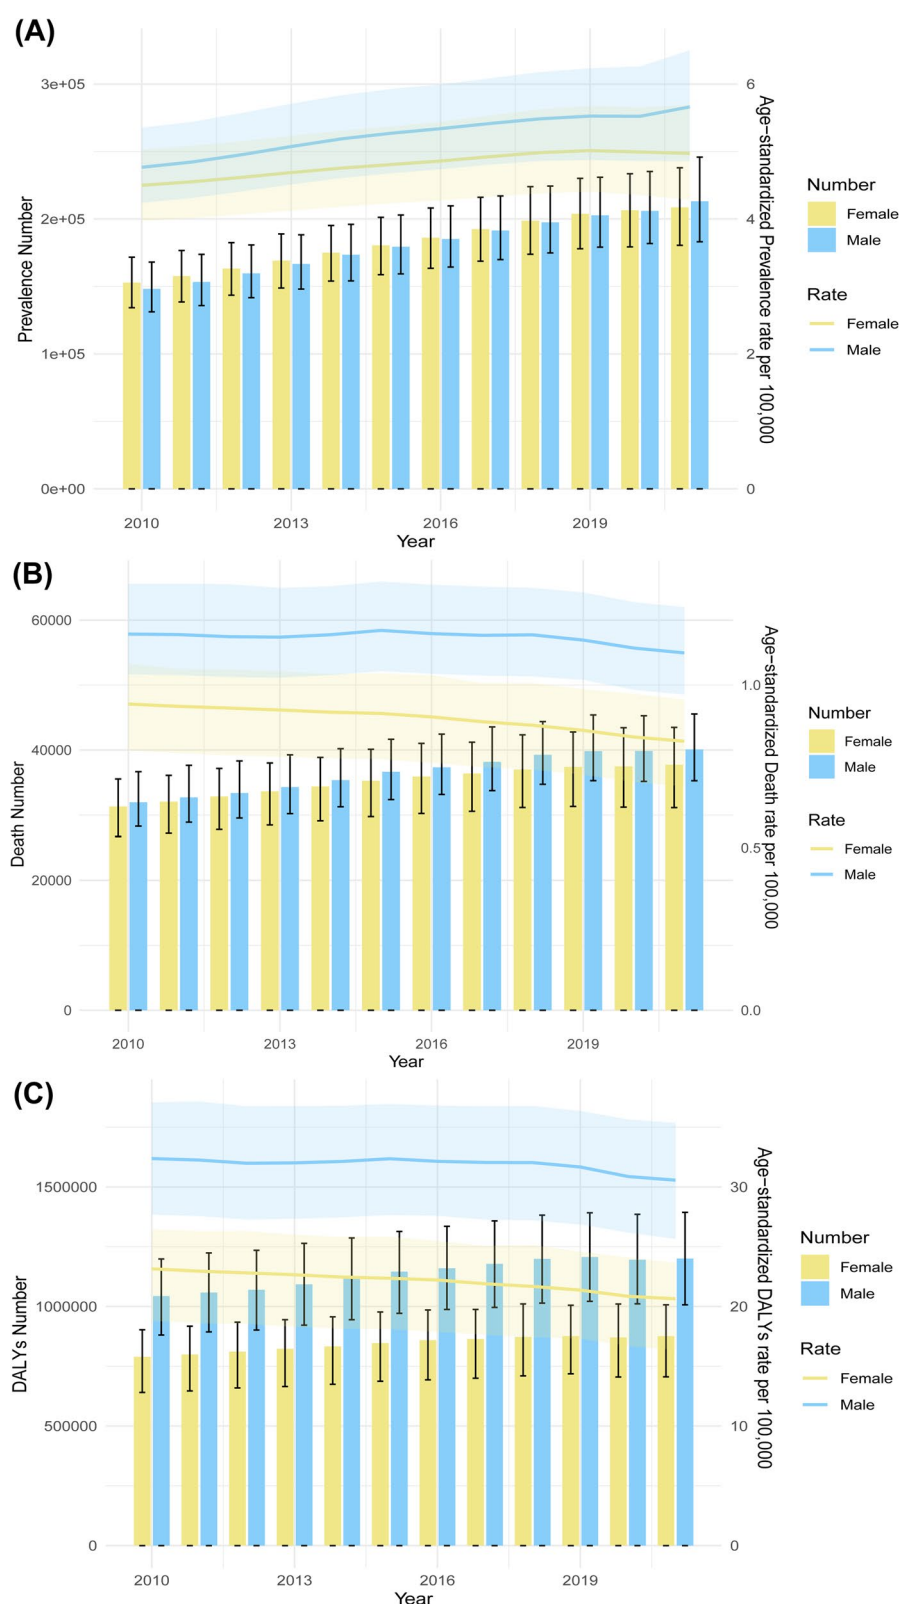 (A)
3e+05
2e+05
1e+05
0e+00
Prevalence Number
6
4
2
0
Age−standardized Prevalence rate per 100,000
2010
2013
2016
2019
Year
Number
Female
Male
Rate
Female
Male
(B)
60000
40000
20000
0
Death Number
1.0
0.5
0.0
Age−standardized Death rate per 100,000
2010
2013
2016
2019
Year
Number
Female
Male
Rate
Female
Male
(C)
1500000
1000000
500000
0
DALYs Number
30
20
10
0
Age−standardized DALYs rate per 100,000
2010
2013
2016
2019
Year
Number
Female
Male
Rate
Female
Male